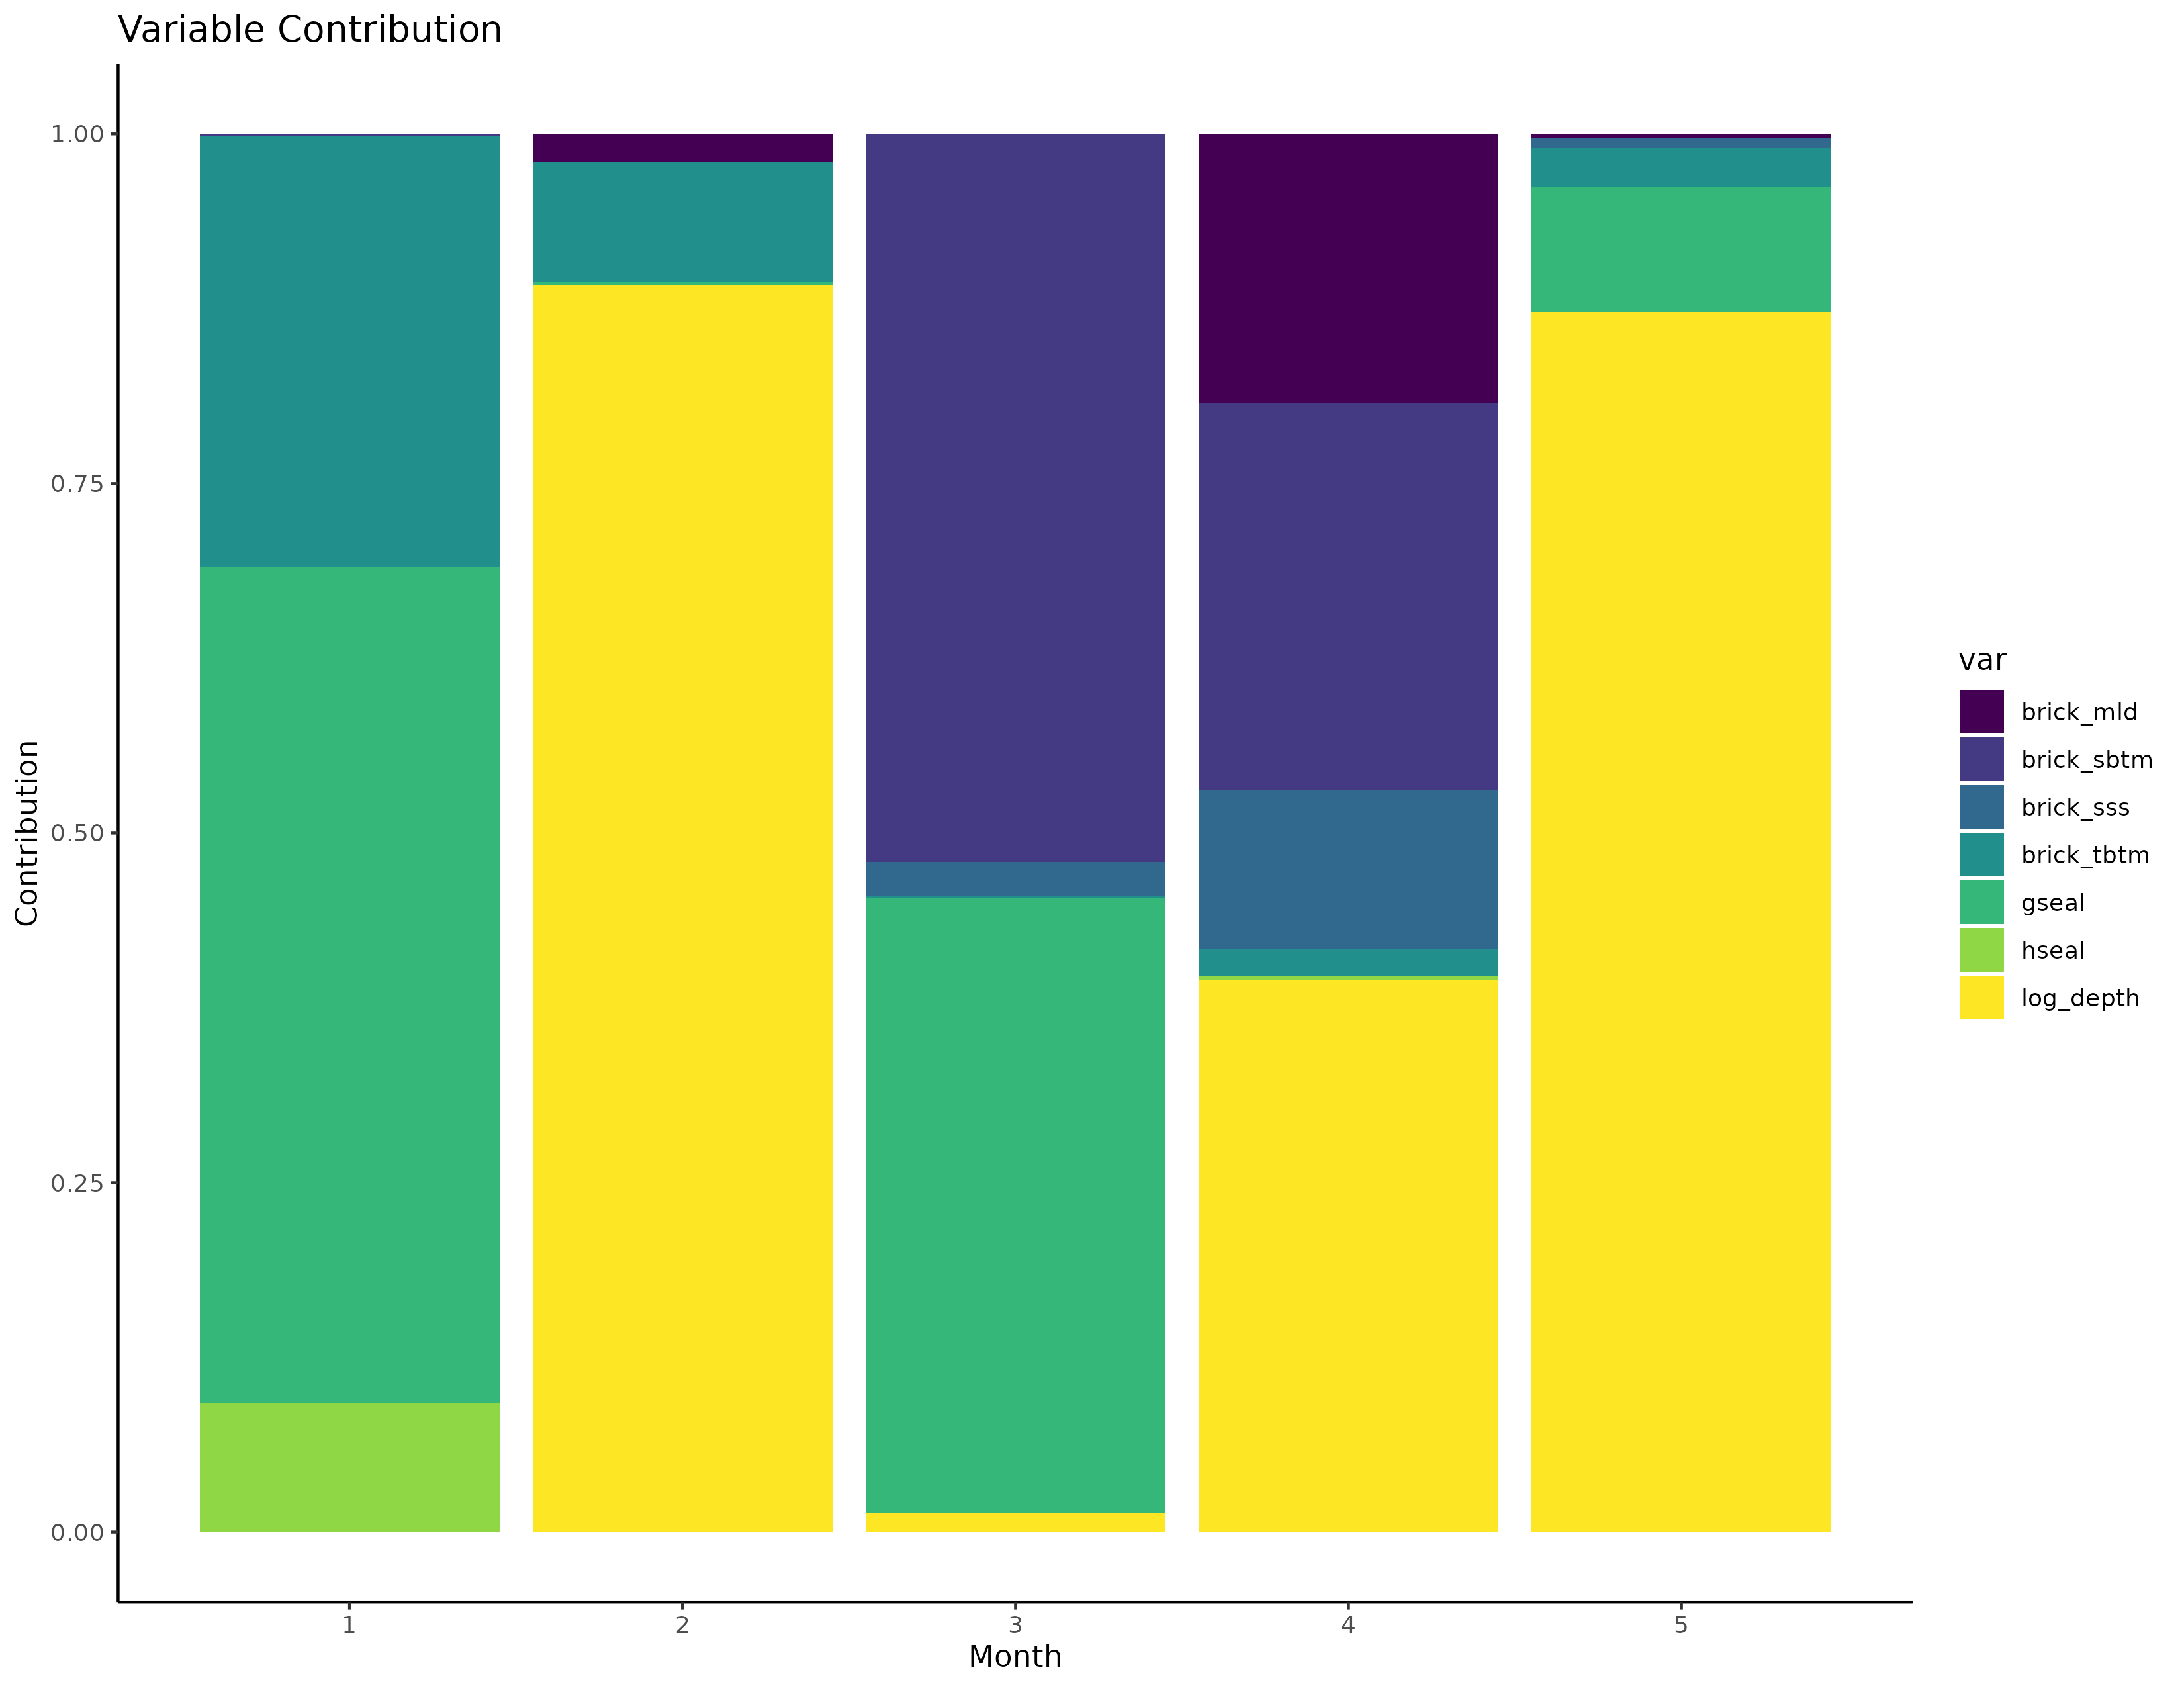 Variable Contribution
1.00
0.75
0.50
0.25
0.00
Contribution
1 2 3 4 5
Month
var
brick_mld
brick_sbtm
brick_sss
brick_tbtm
gseal
hseal
log_depth